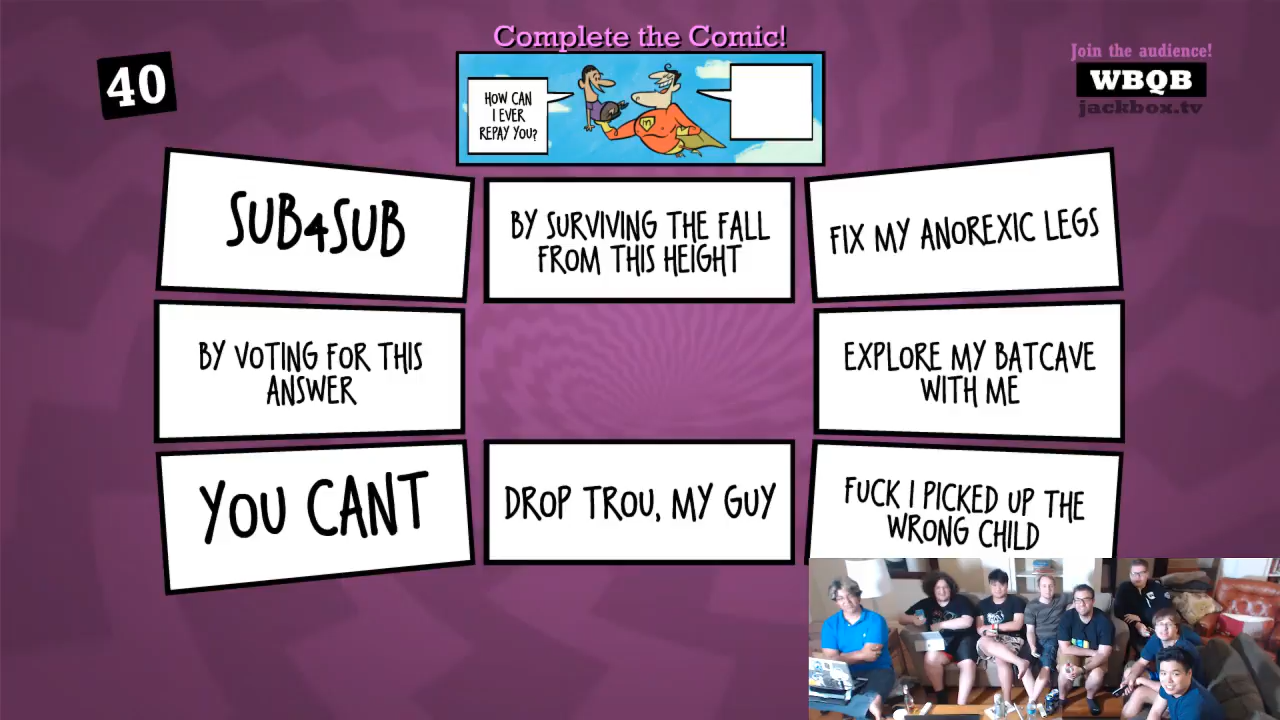 Complete the Comic!
40
HOW CAN
I EVER
REPAY YOU?
Join the audience!
WBQB
jackbox.tv
SUB4SUB
BY SURVIVING THE FALL
FROM THIS HEIGHT
FIX MY ANOREXIC LEGS
BY VOTING FOR THIS
ANSWER
EXPLORE MY BATCAVE
WITH ME
YOU CANT
DROP TROU, MY GUY
FUCK I PICKED UP THE
WRONG CHILD